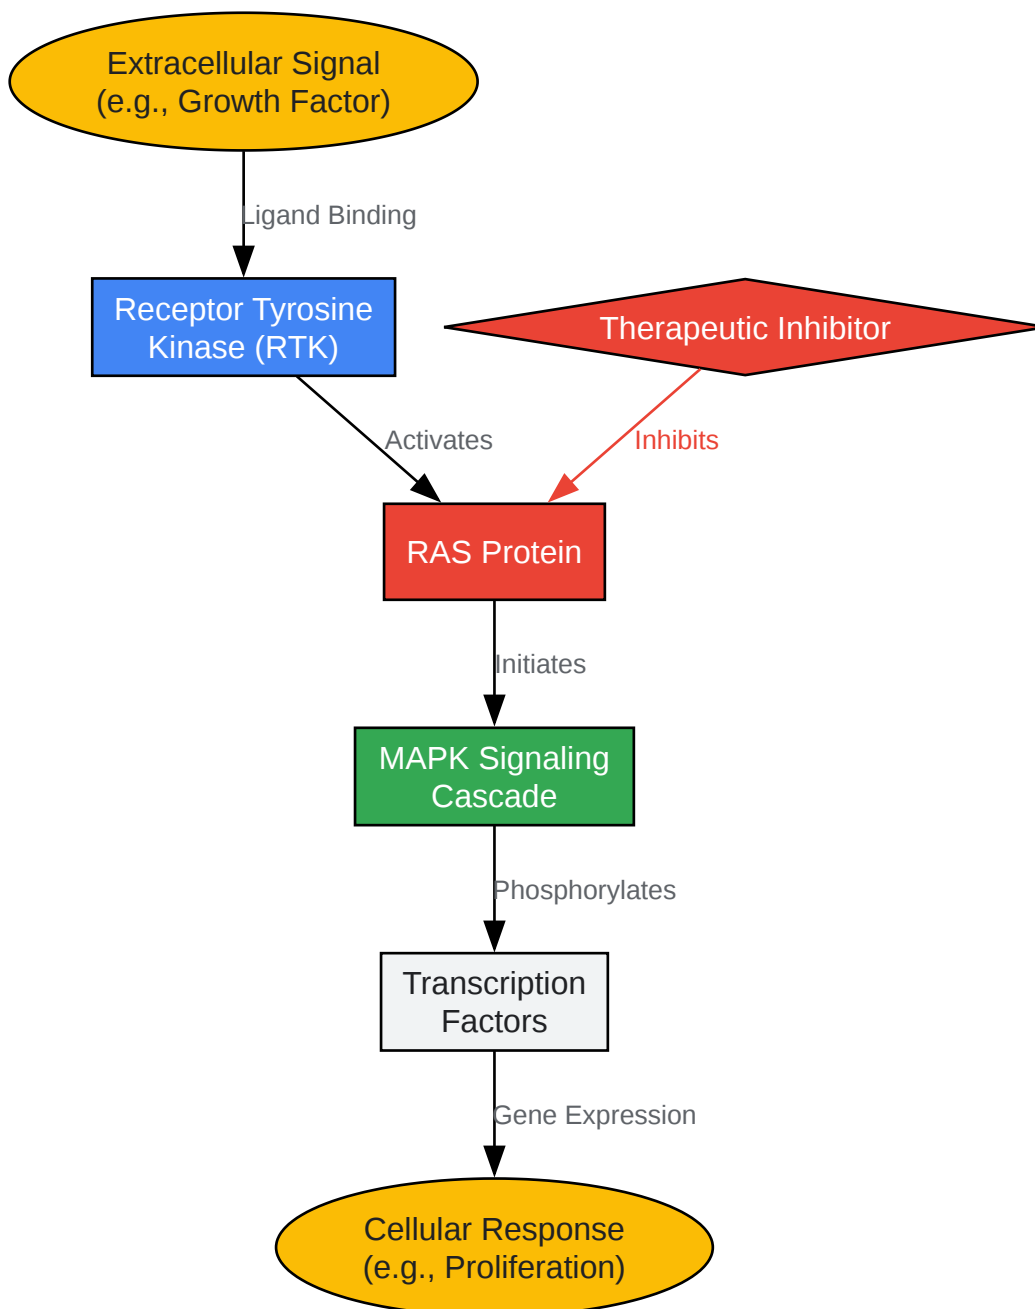 Extracellular Signal
(e.g., Growth Factor)
Ligand Binding
Receptor Tyrosine
Kinase (RTK)
Therapeutic Inhibitor
Activates
Inhibits
RAS Protein
Initiates
MAPK Signaling
Cascade
Phosphorylates
Transcription
Factors
Gene Expression
Cellular Response
(e.g., Proliferation)